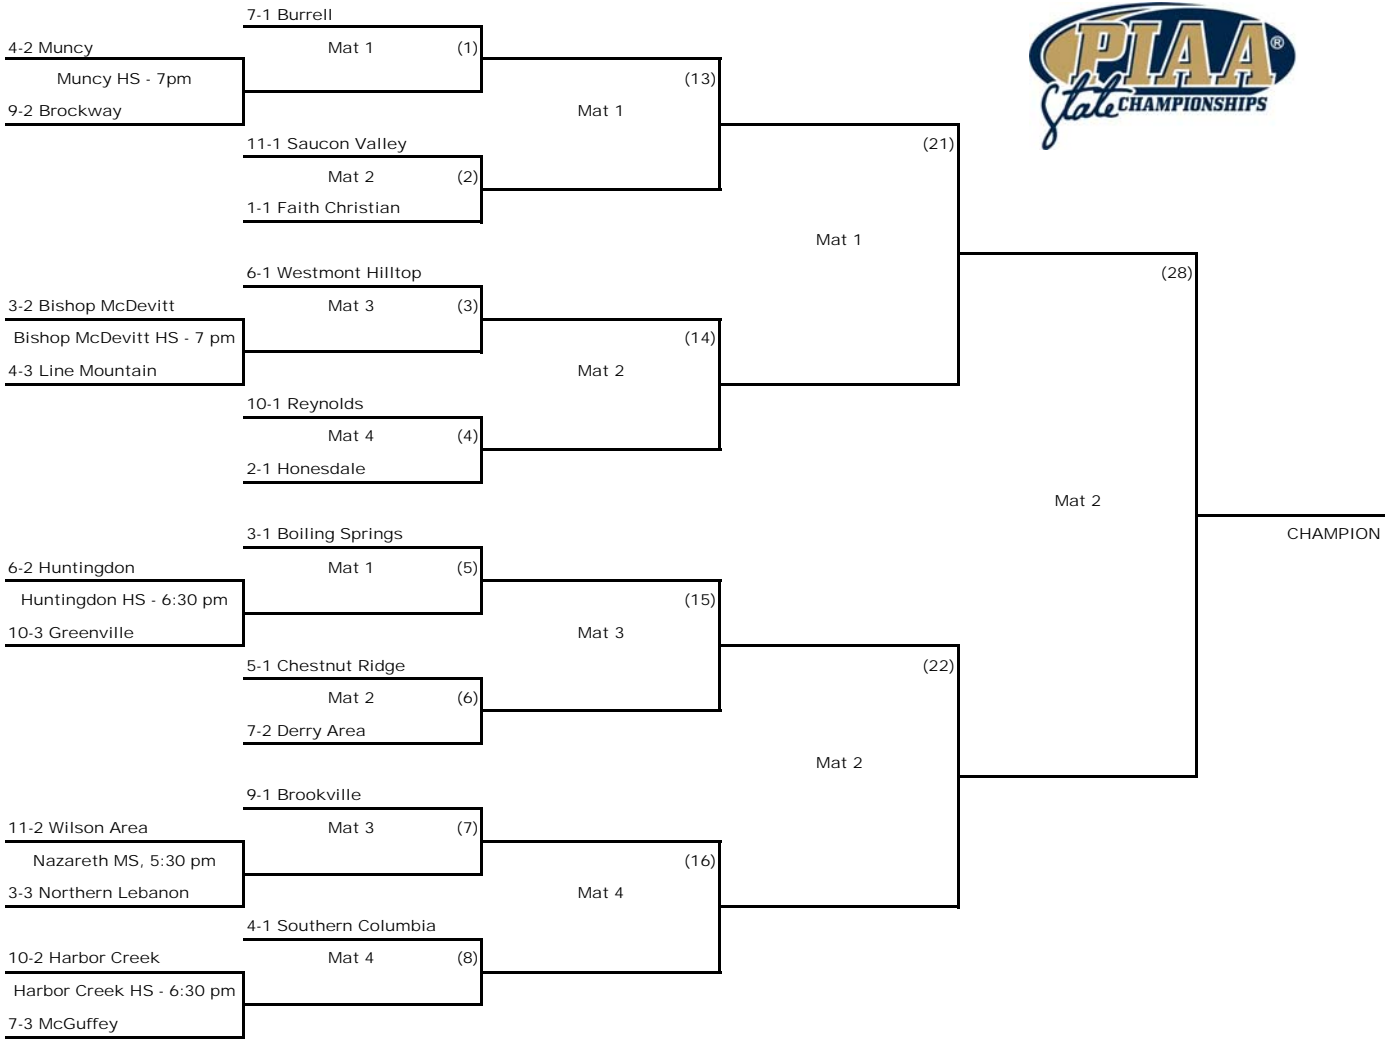 7-1 Burrell
4-2 Muncy
Mat 1 (1)
Muncy HS - 7pm
9-2 Brockway
(13)
Mat 1
11-1 Saucon Valley
Mat 2 (2)
1-1 Faith Christian
(21)
Mat 1
6-1 Westmont Hilltop
3-2 Bishop McDevitt
Mat 3 (3)
Bishop McDevitt HS - 7 pm
4-3 Line Mountain
(14)
Mat 2
10-1 Reynolds
Mat 4 (4)
2-1 Honesdale
(28)
Mat 2
CHAMPION
3-1 Boiling Springs
6-2 Huntingdon
Mat 1 (5)
Huntingdon HS - 6:30 pm
10-3 Greenville
(15)
Mat 3
5-1 Chestnut Ridge
Mat 2 (6)
7-2 Derry Area
(22)
Mat 2
9-1 Brookville
11-2 Wilson Area
Mat 3 (7)
Nazareth MS, 5:30 pm
3-3 Northern Lebanon
(16)
Mat 4
4-1 Southern Columbia
10-2 Harbor Creek
Mat 4 (8)
Harbor Creek HS - 6:30 pm
7-3 McGuffey
PIAA®
State CHAMPIONSHIPS